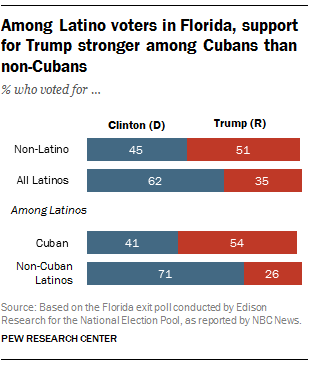 Among Latino voters in Florida, support
for Trump stronger among Cubans than
non-Cubans
% who voted for ...
Clinton (D) Trump (R)
Non-Latino 45 51
All Latinos 62 35
Among Latinos
Cuban 41 54
Non-Cuban
Latinos 71 26
Source: Based on the Florida exit poll conducted by Edison
Research for the National Election Pool, as reported by NBC News.
PEW RESEARCH CENTER